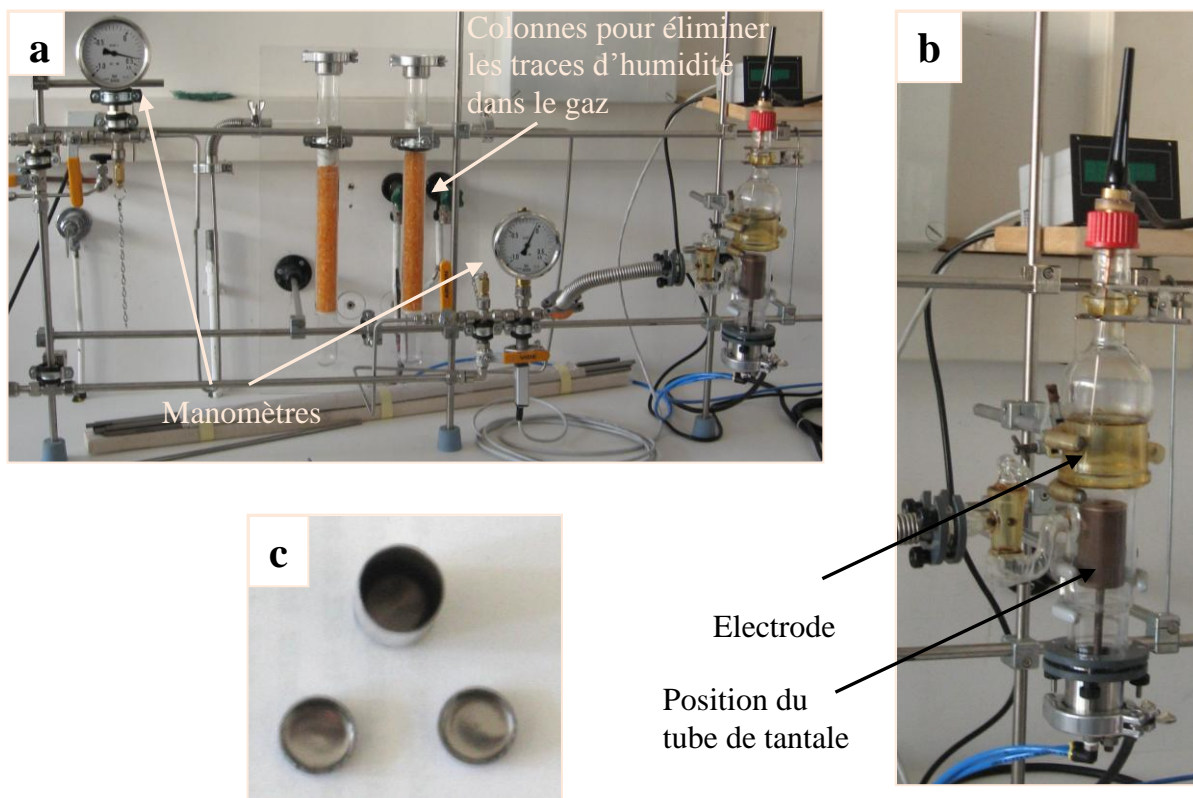 a
Colonnes pour éliminer
les traces d’humidité
dans le gaz
Manomètres
b
Electrode
Position du
tube de tantale
c